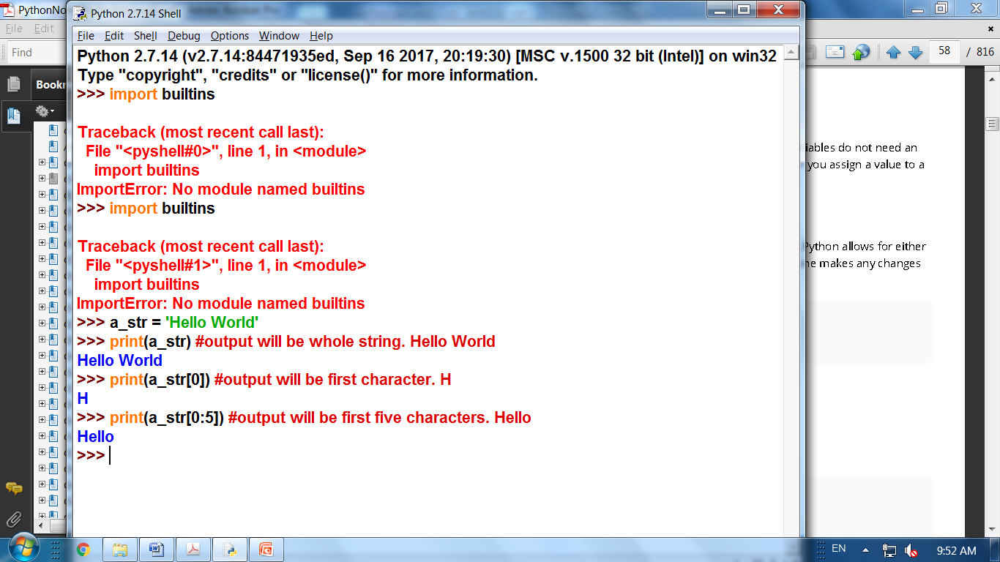 PythonNo
Python 2.7.14 Shell
File Edit
File Edit Shell Debug Options Window Help
Find
58 / 816
Bookr
Python 2.7.14 (v2.7.14:84471935ed, Sep 16 2017, 20:19:30) [MSC v.1500 32 bit (Intel)] on win32
Type "copyright", "credits" or "license()" for more information.
>>> import builtins
Traceback (most recent call last):
File "<pyshell#0>", line 1, in <module>
import builtins
ImportError: No module named builtins
>>> import builtins
Traceback (most recent call last):
File "<pyshell#1>", line 1, in <module>
import builtins
ImportError: No module named builtins
>>> a_str = 'Hello World'
>>> print(a_str) #output will be whole string. Hello World
Hello World
>>> print(a_str[0]) #output will be first character. H
H
>>> print(a_str[0:5]) #output will be first five characters. Hello
Hello
>>>
iables do not need an
you assign a value to a
Python allows for either
ne makes any changes
EN
9:52 AM